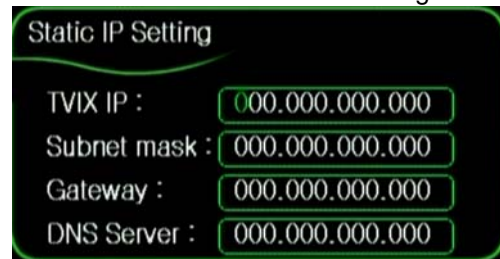 Static IP Setting
TVIX IP : 000.000.000.000
Subnet mask : 000.000.000.000
Gateway : 000.000.000.000
DNS Server : 000.000.000.000